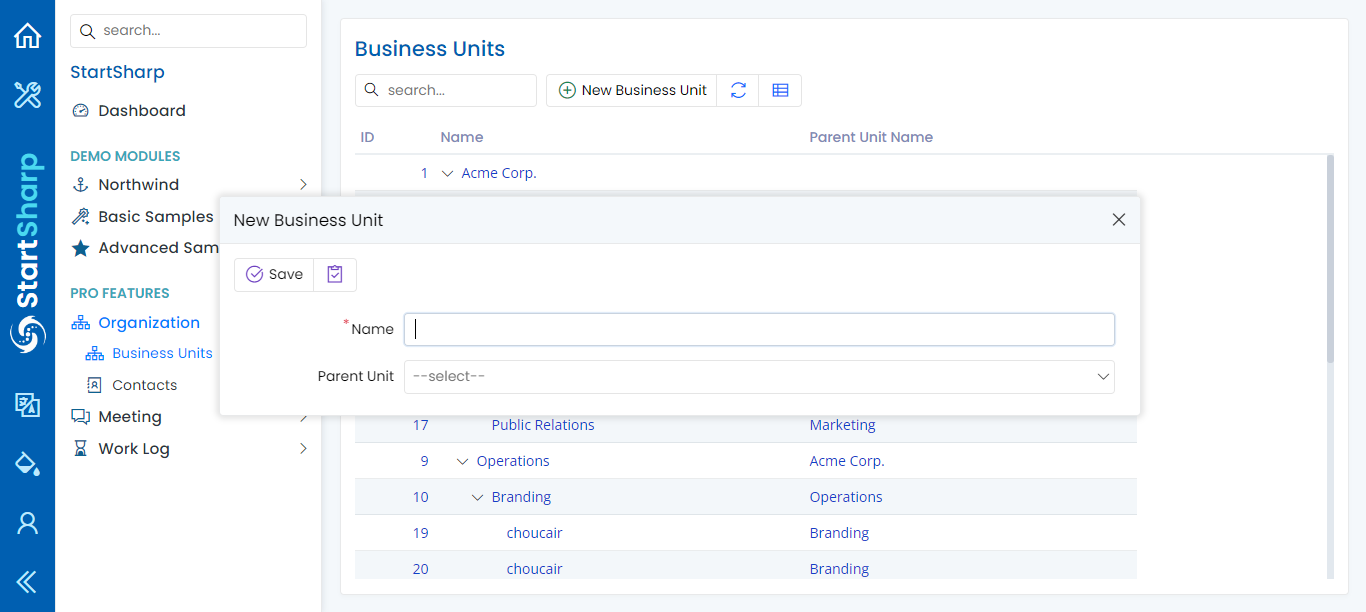 StartSharp
search...
StartSharp
Dashboard
DEMO MODULES
Northwind
Basic Samples
Advanced Sam
PRO FEATURES
Organization
Business Units
Contacts
Meeting
Work Log
Business Units
search...
New Business Unit
ID Name Parent Unit Name
1 Acme Corp.
New Business Unit
Save
*Name
Parent Unit --select--
17 Public Relations Marketing
9 Operations Acme Corp.
10 Branding Operations
19 choucair Branding
20 choucair Branding